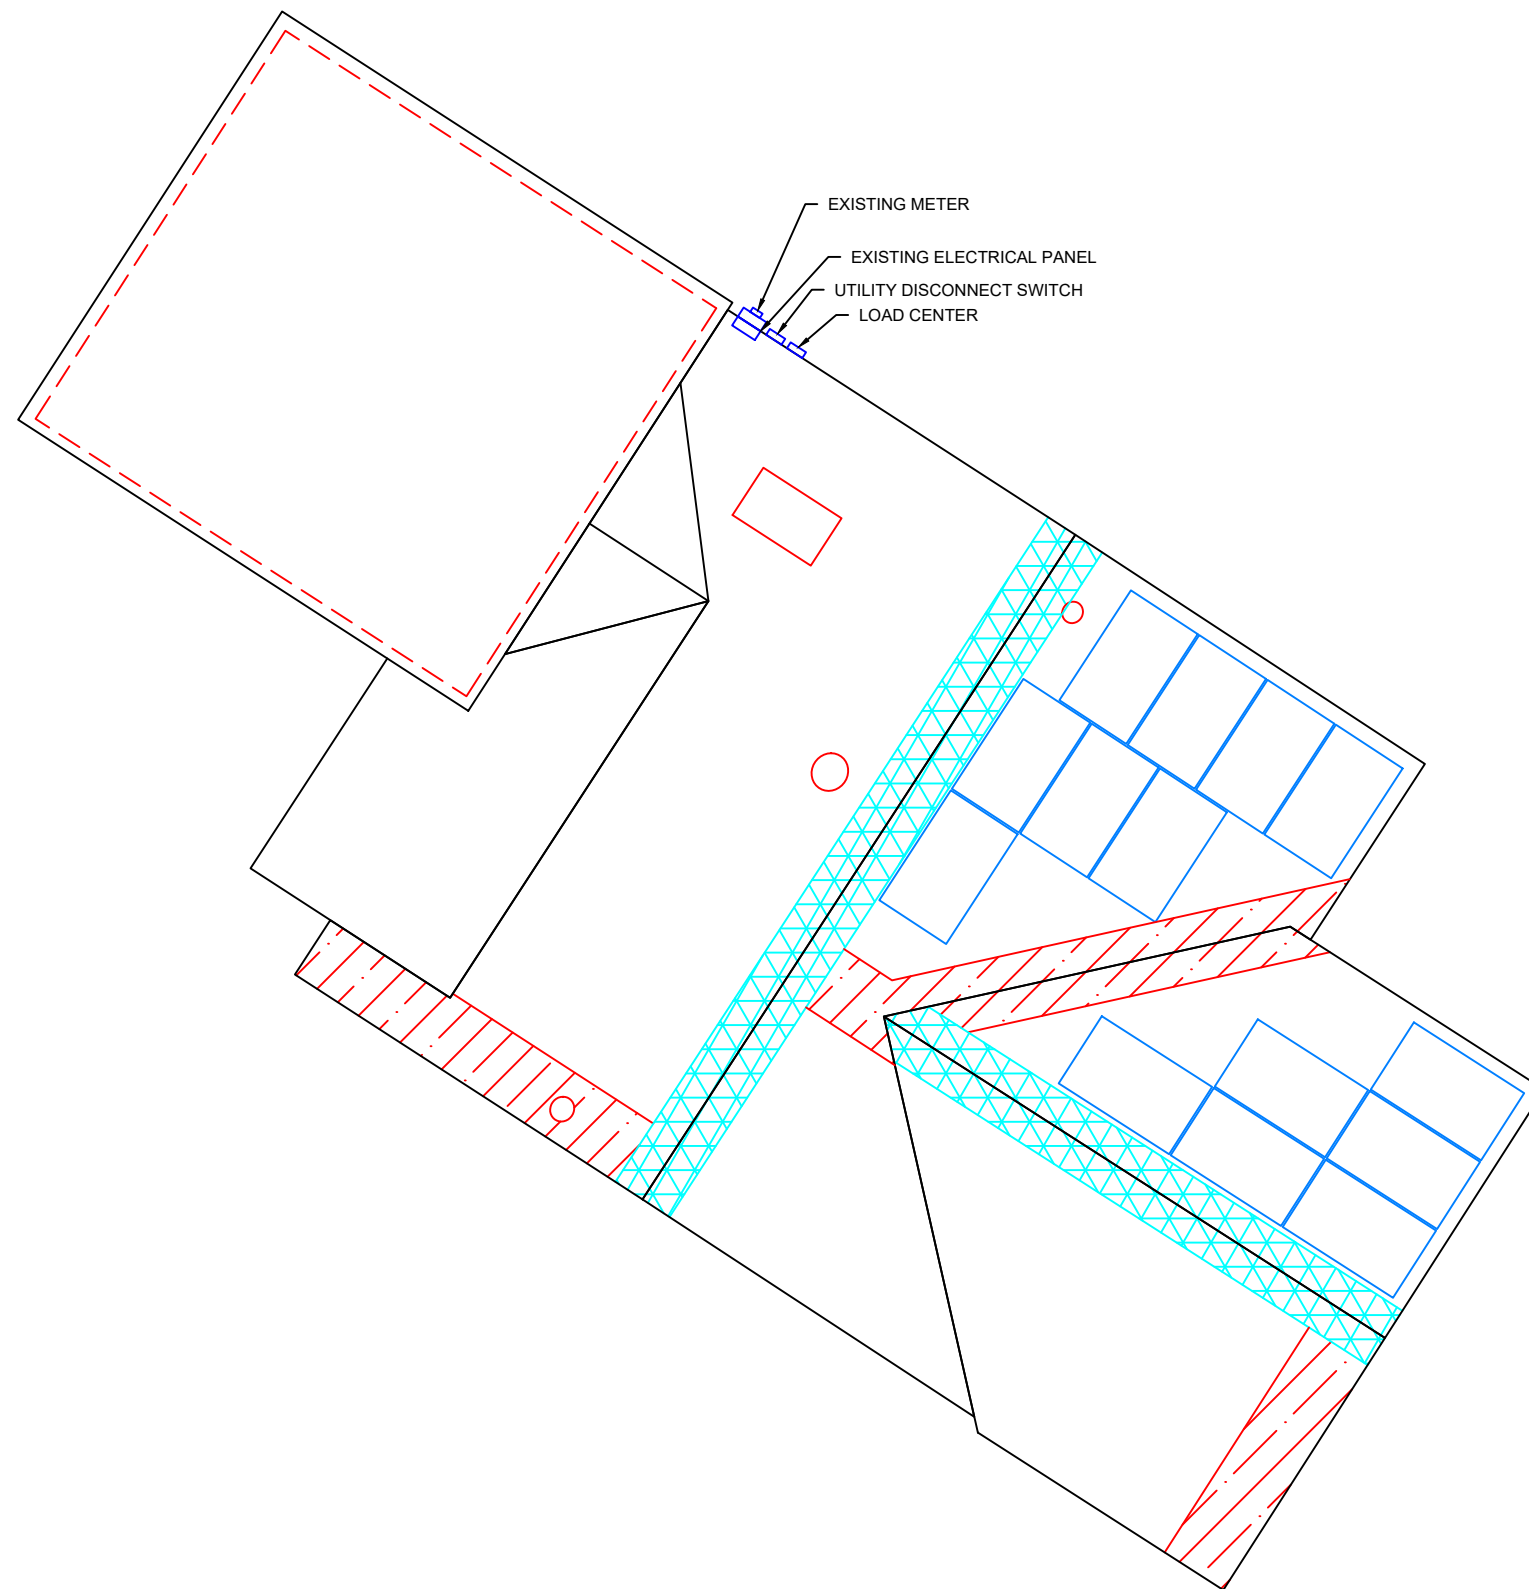 EXISTING METER
EXISTING ELECTRICAL PANEL
UTILITY DISCONNECT SWITCH
LOAD CENTER